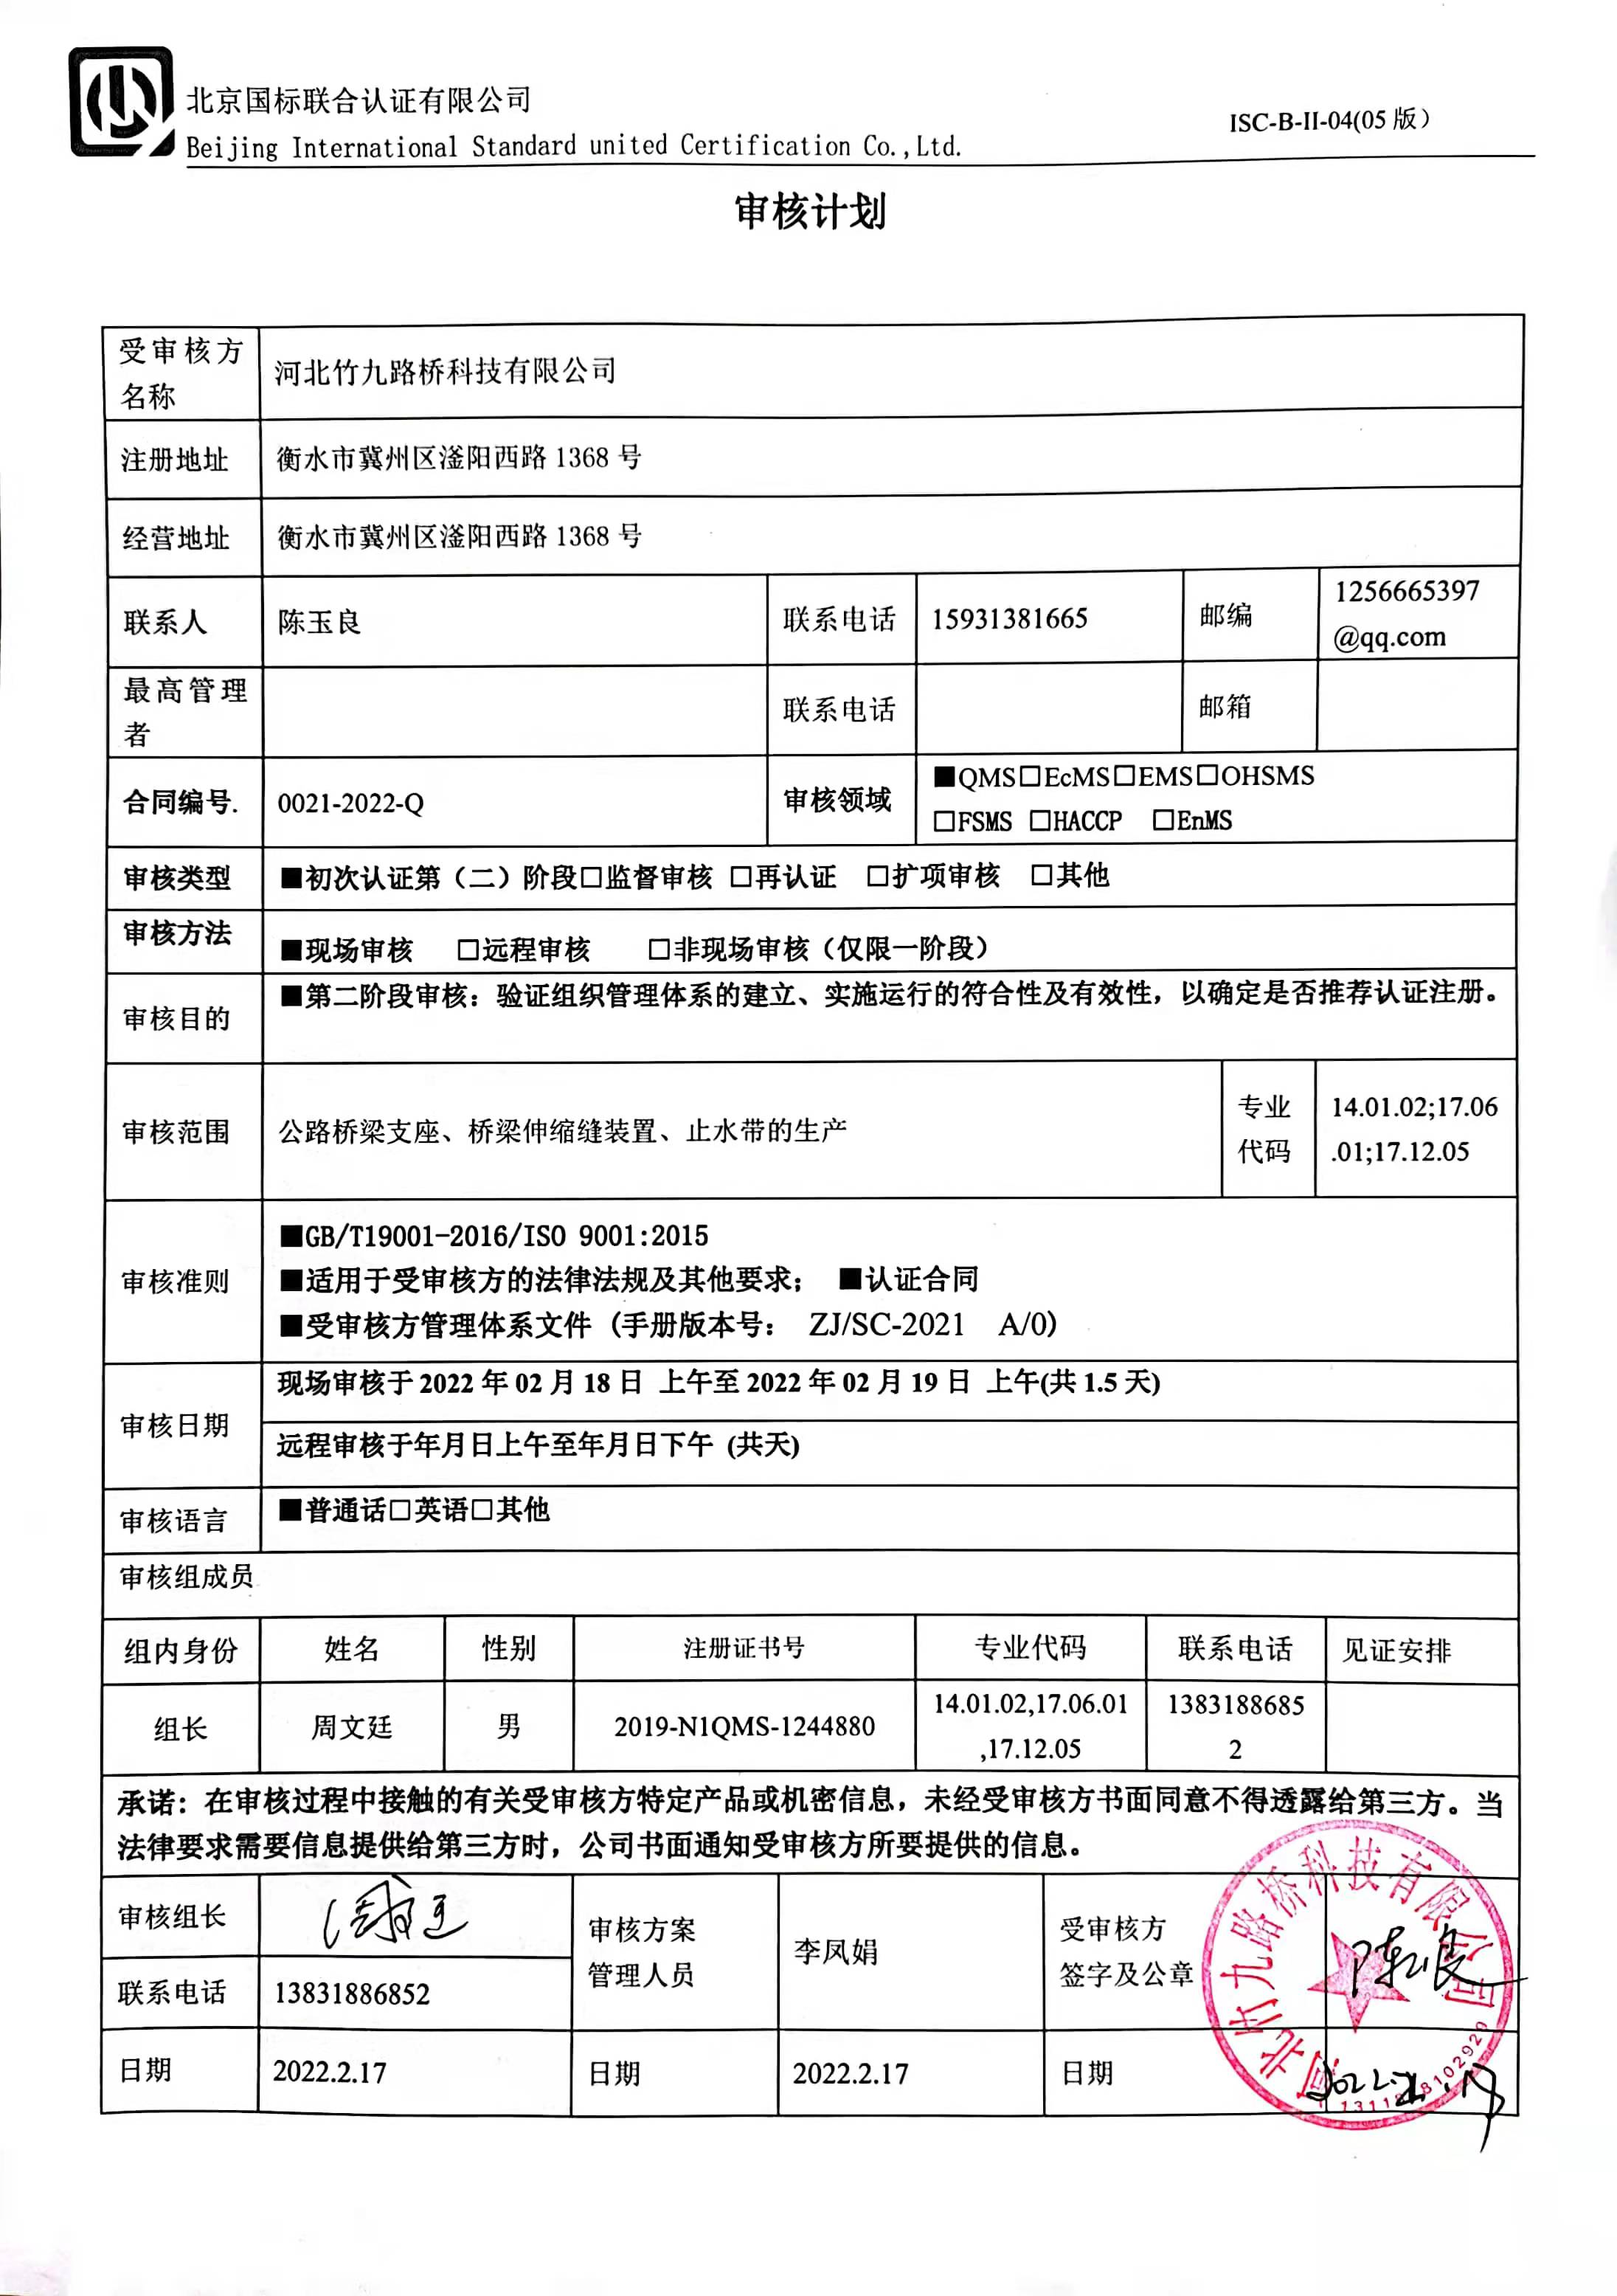 北京国标联合认证有限公司
Beijing International Standard united Certification Co.,Ltd.
ISC-B-II-04(05 版)
审核计划
受审核方
名称
河北竹九路桥科技有限公司
注册地址
衡水市冀州区滏阳西路 1368 号
经营地址
衡水市冀州区滏阳西路 1368 号
联系人
陈玉良
联系电话
15931381665
邮编
1256665397
@qq.com
最高管理
者
联系电话
邮箱
合同编号.
0021-2022-Q
审核领域
■QMS□EcMS□EMS□OHSMS
□FSMS □HACCP □EnMS
审核类型
■初次认证第（二）阶段□监督审核 □再认证 □扩项审核 □其他
审核方法
■现场审核 □远程审核 □非现场审核（仅限一阶段）
审核目的
■第二阶段审核：验证组织管理体系的建立、实施运行的符合性及有效性，以确定是否推荐认证注册。
审核范围
公路桥梁支座、桥梁伸缩缝装置、止水带的生产
专业
代码
14.01.02;17.06
.01;17.12.05
审核准则
■GB/T19001-2016/ISO 9001:2015
■适用于受审核方的法律法规及其他要求； ■认证合同
■受审核方管理体系文件（手册版本号： ZJ/SC-2021 A/0)
审核日期
现场审核于 2022 年 02 月 18 日 上午至 2022 年 02 月 19 日 上午(共 1.5 天)
远程审核于年月日上午至年月日下午 (共天)
审核语言
■普通话□英语□其他
审核组成员
组内身份 姓名 性别 注册证书号 专业代码 联系电话 见证安排
组长 周文廷 男 2019-N1QMS-1244880
14.01.02,17.06.01
,17.12.05
1383188685
2
承诺：在审核过程中接触的有关受审核方特定产品或机密信息，未经受审核方书面同意不得透露给第三方。当
法律要求需要信息提供给第三方时，公司书面通知受审核方所要提供的信息。
审核组长
周文廷
审核方案
管理人员
李凤娟
受审核方
签字及公章
陈玉良
河北竹九路桥科技有限公司
联系电话
13831886852
日期
2022.2.17
日期
2022.2.17
日期
2022.2.17